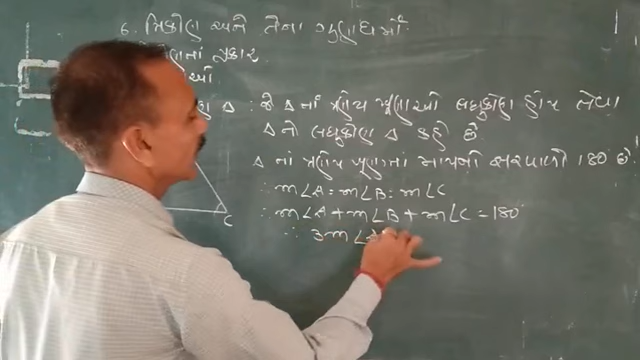 6. ત્રિકોણ અને તેના ગુણધર્મો
પ્રકાર
Δ : જે Δ નાં ત્રણેય ખૂણાઓ લઘુકોણ હોય તેવા
Δ ને લઘુકોણ Δ કહે છે
Δ નાં ત્રણેય ખૂણાનાં માપનો સરવાળો 180 છે
∴ m∠A = m∠B = m∠C
∴ m∠A + m∠B + m∠C = 180°
∴ 3m∠A
C